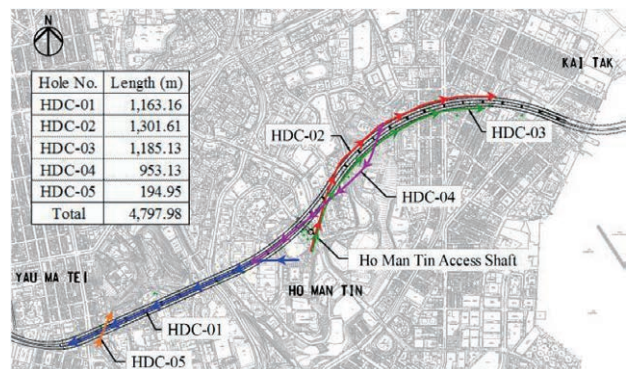 N
Hole No. Length (m)
HDC-01 1,163.16
HDC-02 1,301.61
HDC-03 1,185.13
HDC-04 953.13
HDC-05 194.95
Total 4,797.98
KAI TAK
HDC-02
HDC-03
HDC-04
Ho Man Tin Access Shaft
YAU MA TEI
HO MAN TIN
HDC-01
HDC-05